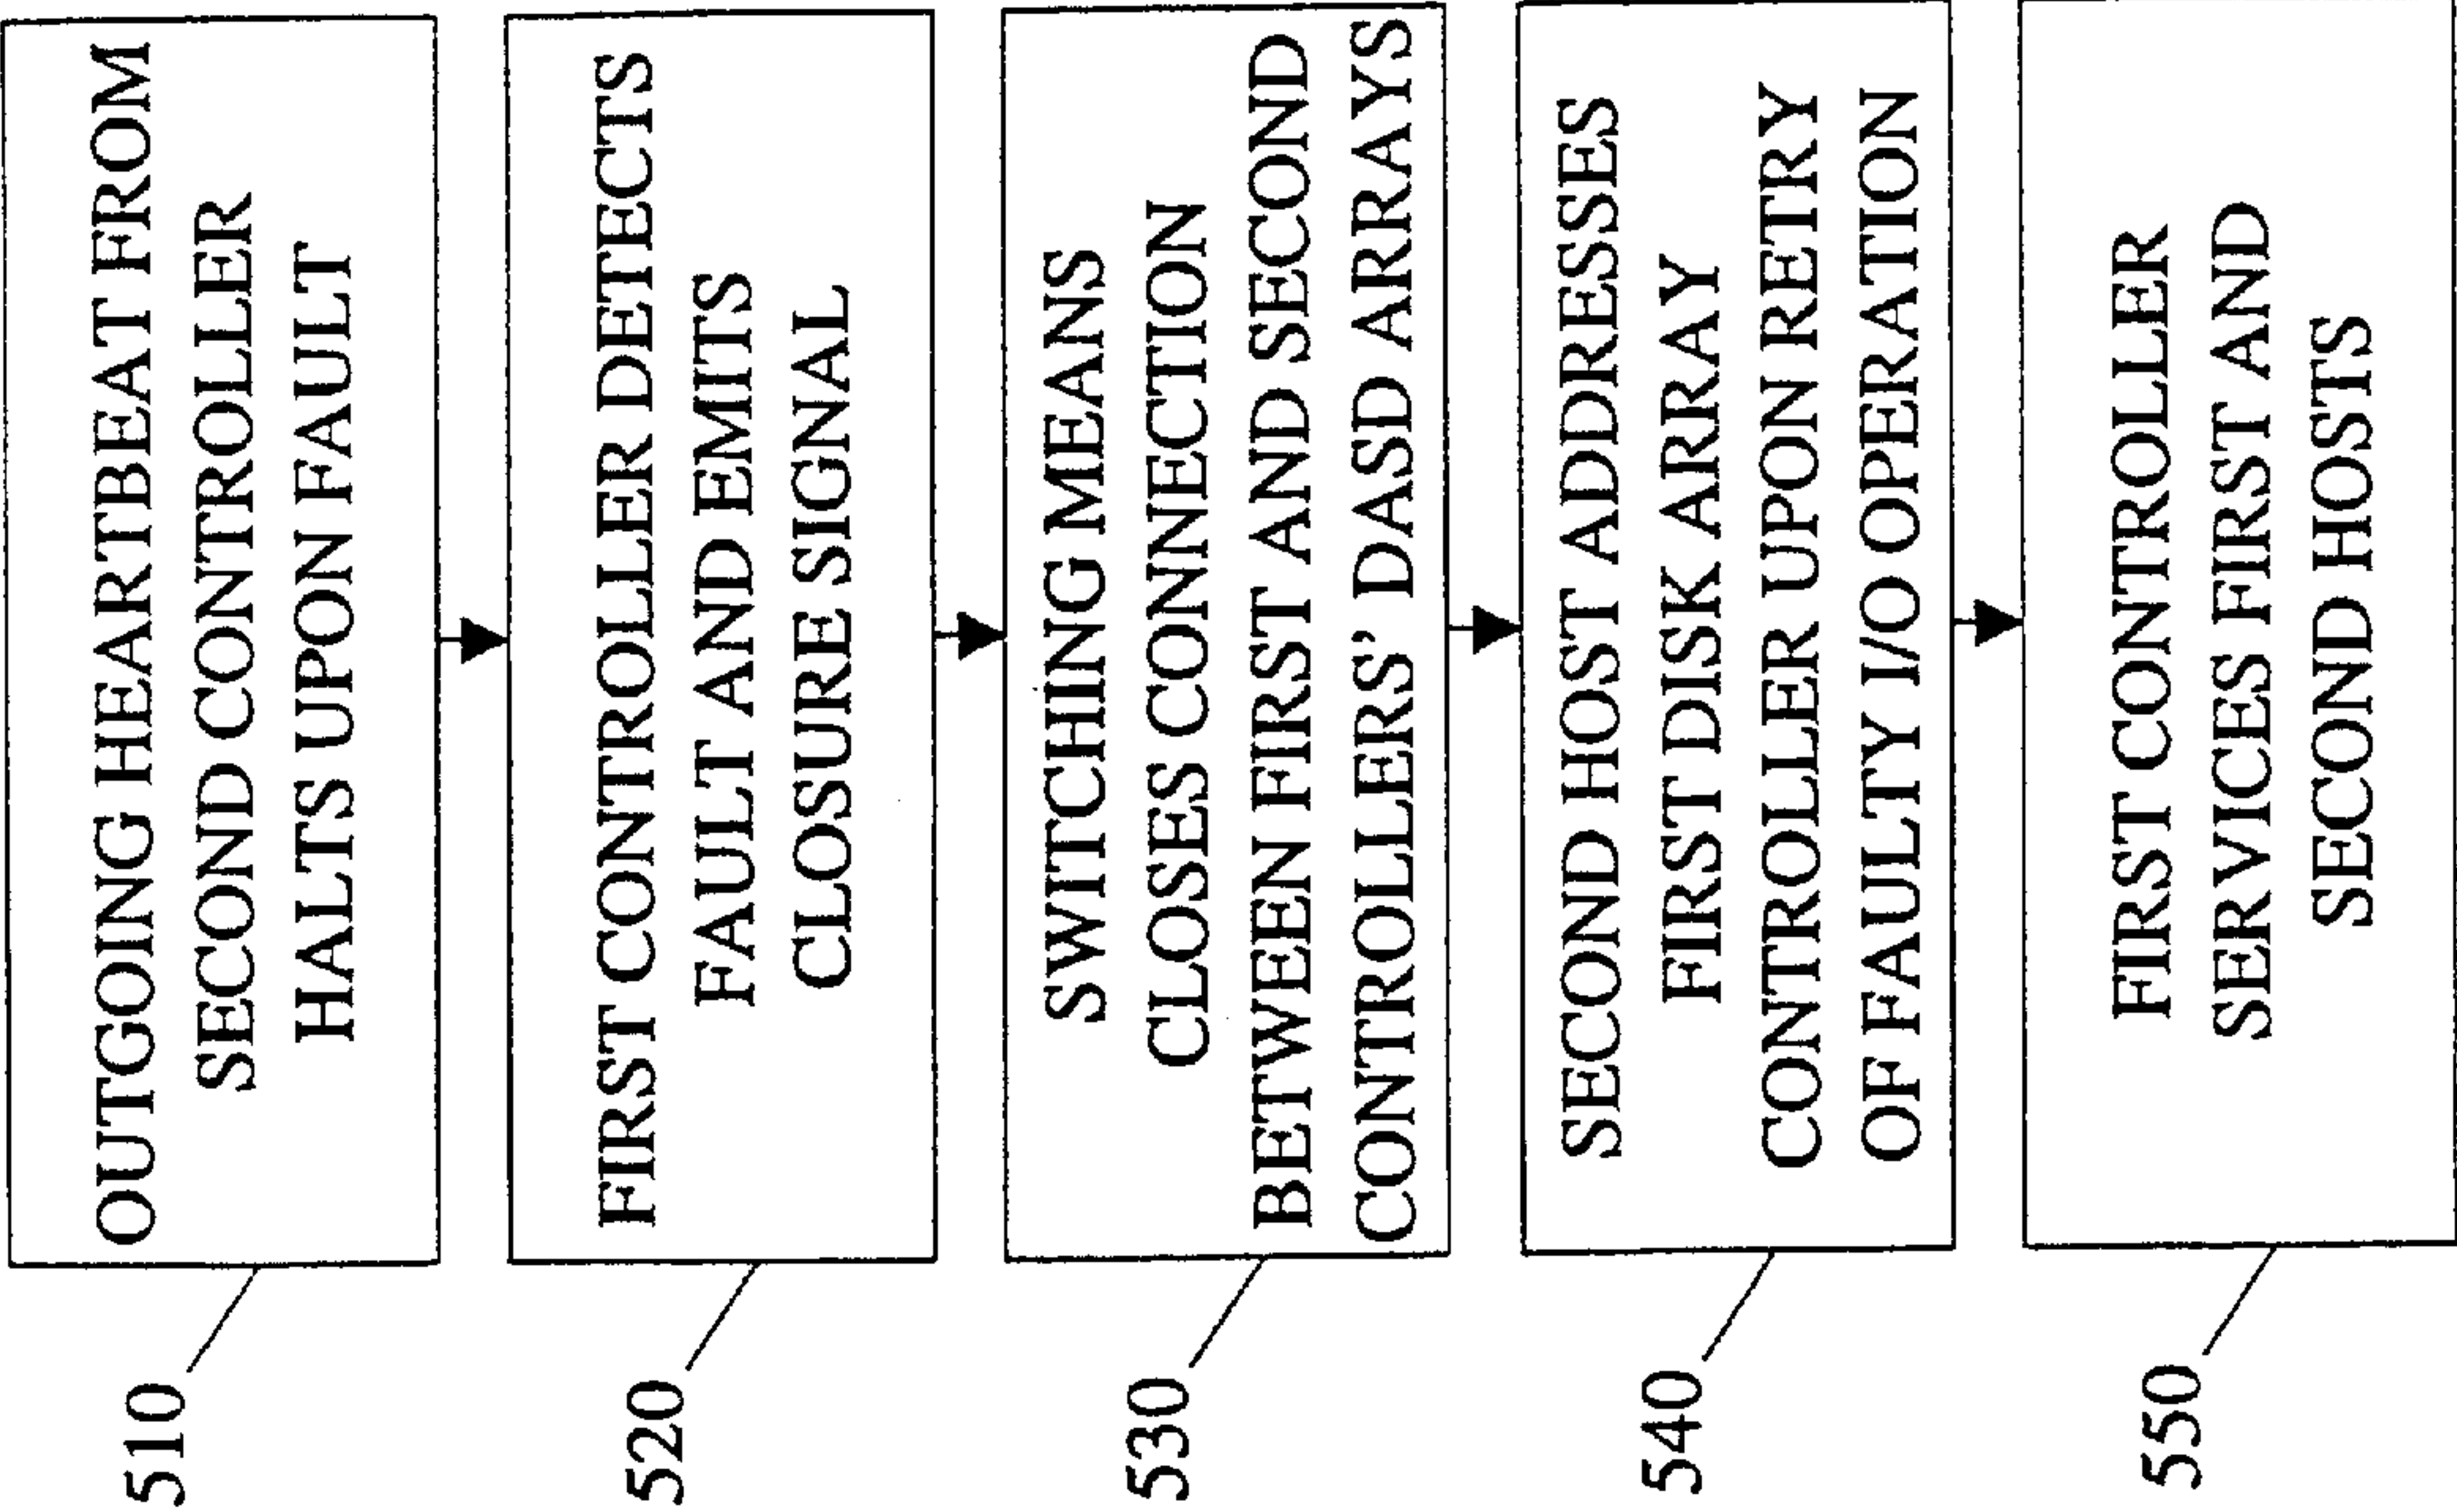 510
OUTGOING HEARTBEAT FROM
SECOND CONTROLLER
HALTS UPON FAULT
520
FIRST CONTROLLER DETECTS
FAULT AND EMITS
CLOSURE SIGNAL
530
SWITCHING MEANS
CLOSES CONNECTION
BETWEEN FIRST AND SECOND
CONTROLLERS' DASD ARRAYS
540
SECOND HOST ADDRESSES
FIRST DISK ARRAY
CONTROLLER UPON RETRY
OF FAULTY I/O OPERATION
550
FIRST CONTROLLER
SERVICES FIRST AND
SECOND HOSTS